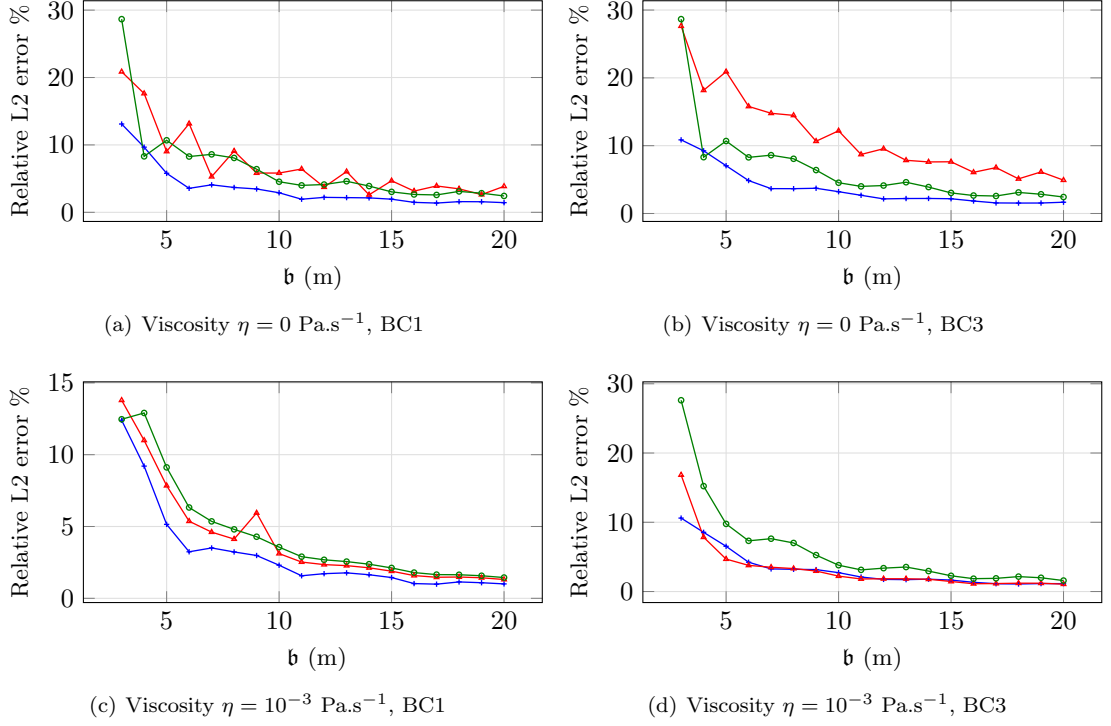 30
20
10
0
Relative L2 error %
5
10
15
20
𝔟 (m)
(a) Viscosity η = 0 Pa.s⁻¹, BC1
30
20
10
0
Relative L2 error %
5
10
15
20
𝔟 (m)
(b) Viscosity η = 0 Pa.s⁻¹, BC3
15
10
5
0
Relative L2 error %
5
10
15
20
𝔟 (m)
(c) Viscosity η = 10⁻³ Pa.s⁻¹, BC1
30
20
10
0
Relative L2 error %
5
10
15
20
𝔟 (m)
(d) Viscosity η = 10⁻³ Pa.s⁻¹, BC3